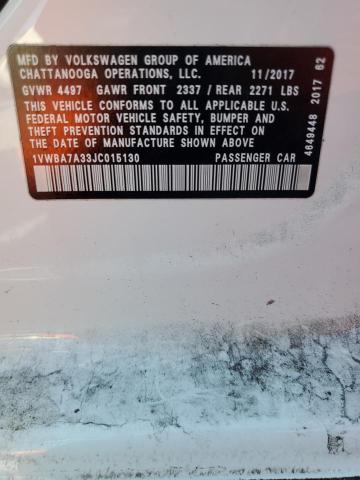 MFD BY VOLKSWAGEN GROUP OF AMERICA
CHATTANOOGA OPERATIONS, LLC. 11/2017
GVWR 4497 GAWR FRONT 2337 / REAR 2271 LBS
THIS VEHICLE CONFORMS TO ALL APPLICABLE U.S.
FEDERAL MOTOR VEHICLE SAFETY, BUMPER AND
THEFT PREVENTION STANDARDS IN EFFECT ON
THE DATE OF MANUFACTURE SHOWN ABOVE
1VWBA7A33JC015130 PASSENGER CAR
4649448 2017 62